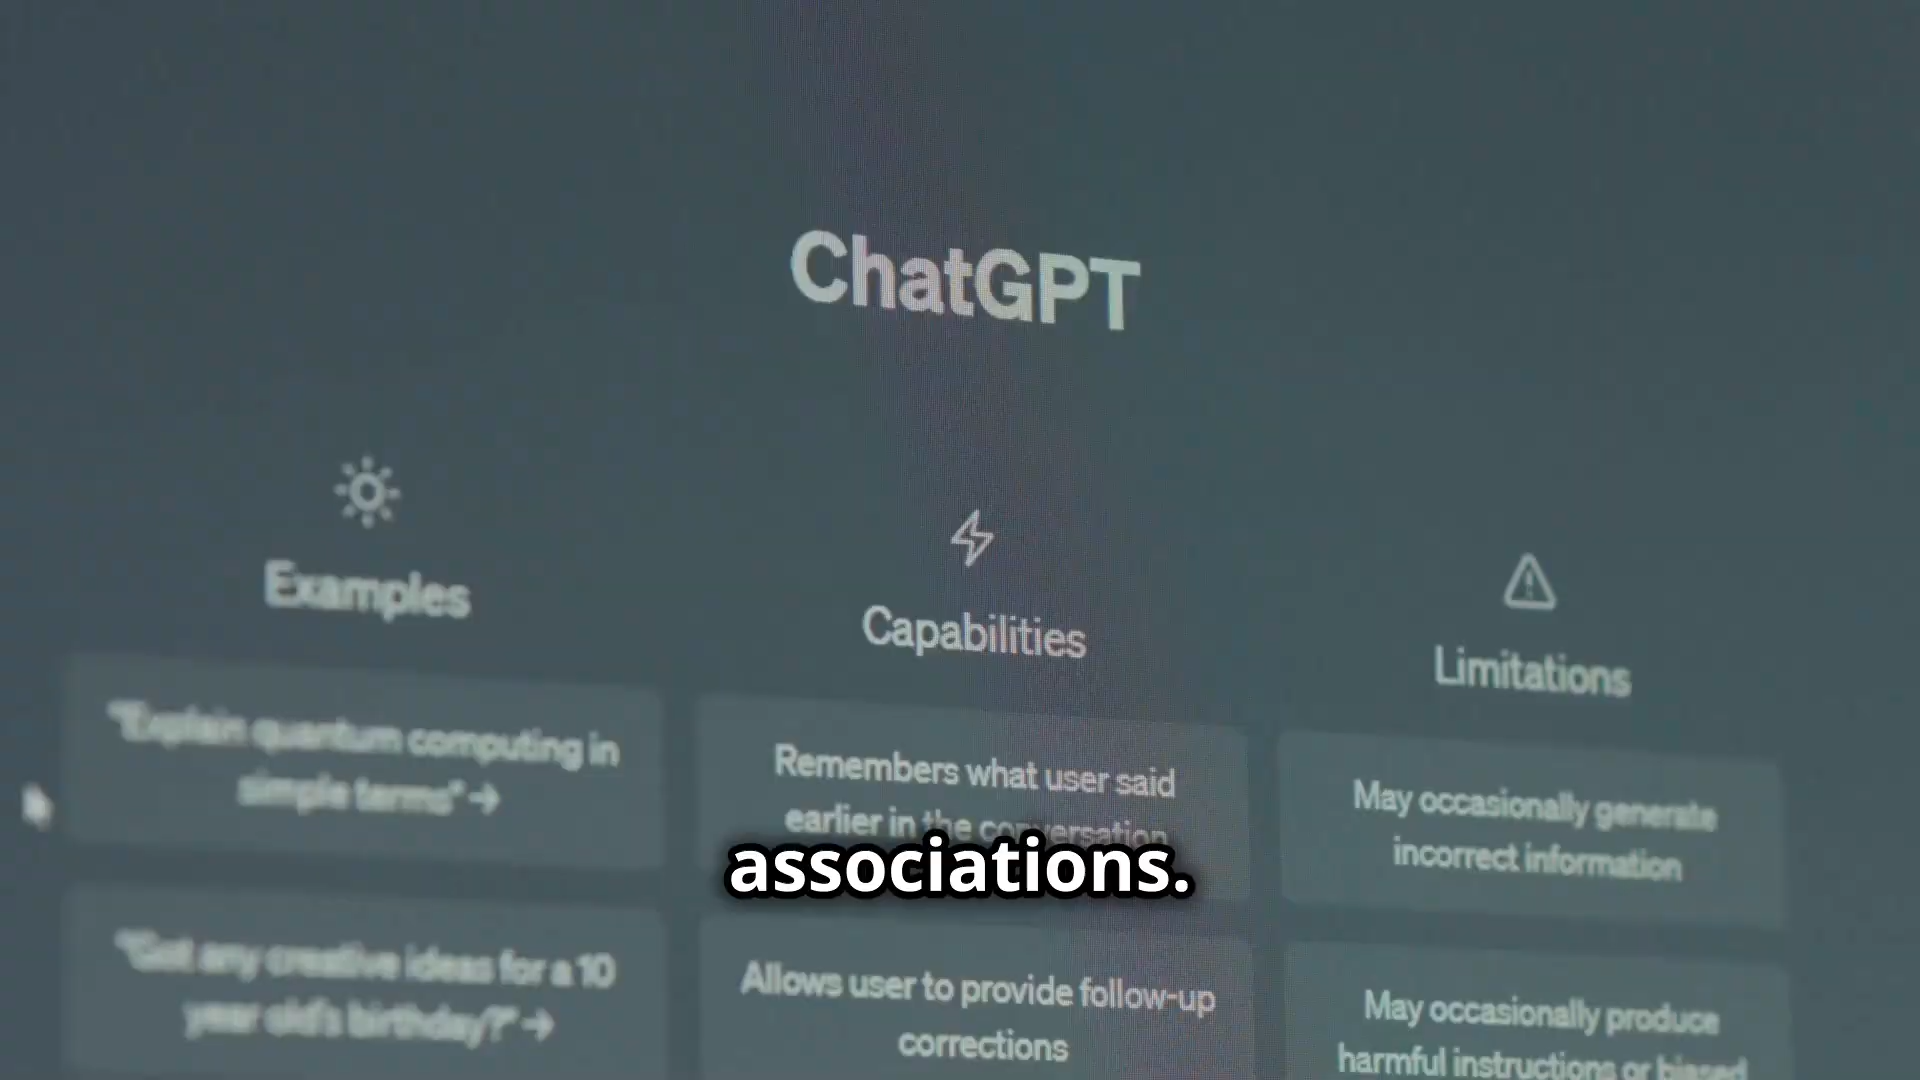 ChatGPT
Examples
Capabilities
Limitations
"Explain quantum computing in
simple terms" →
Remembers what user said
earlier in the conversation
May occasionally generate
incorrect information
associations.
"Got any creative ideas for a 10
year old's birthday?" →
Allows user to provide follow-up
corrections
May occasionally produce
harmful instructions or biased